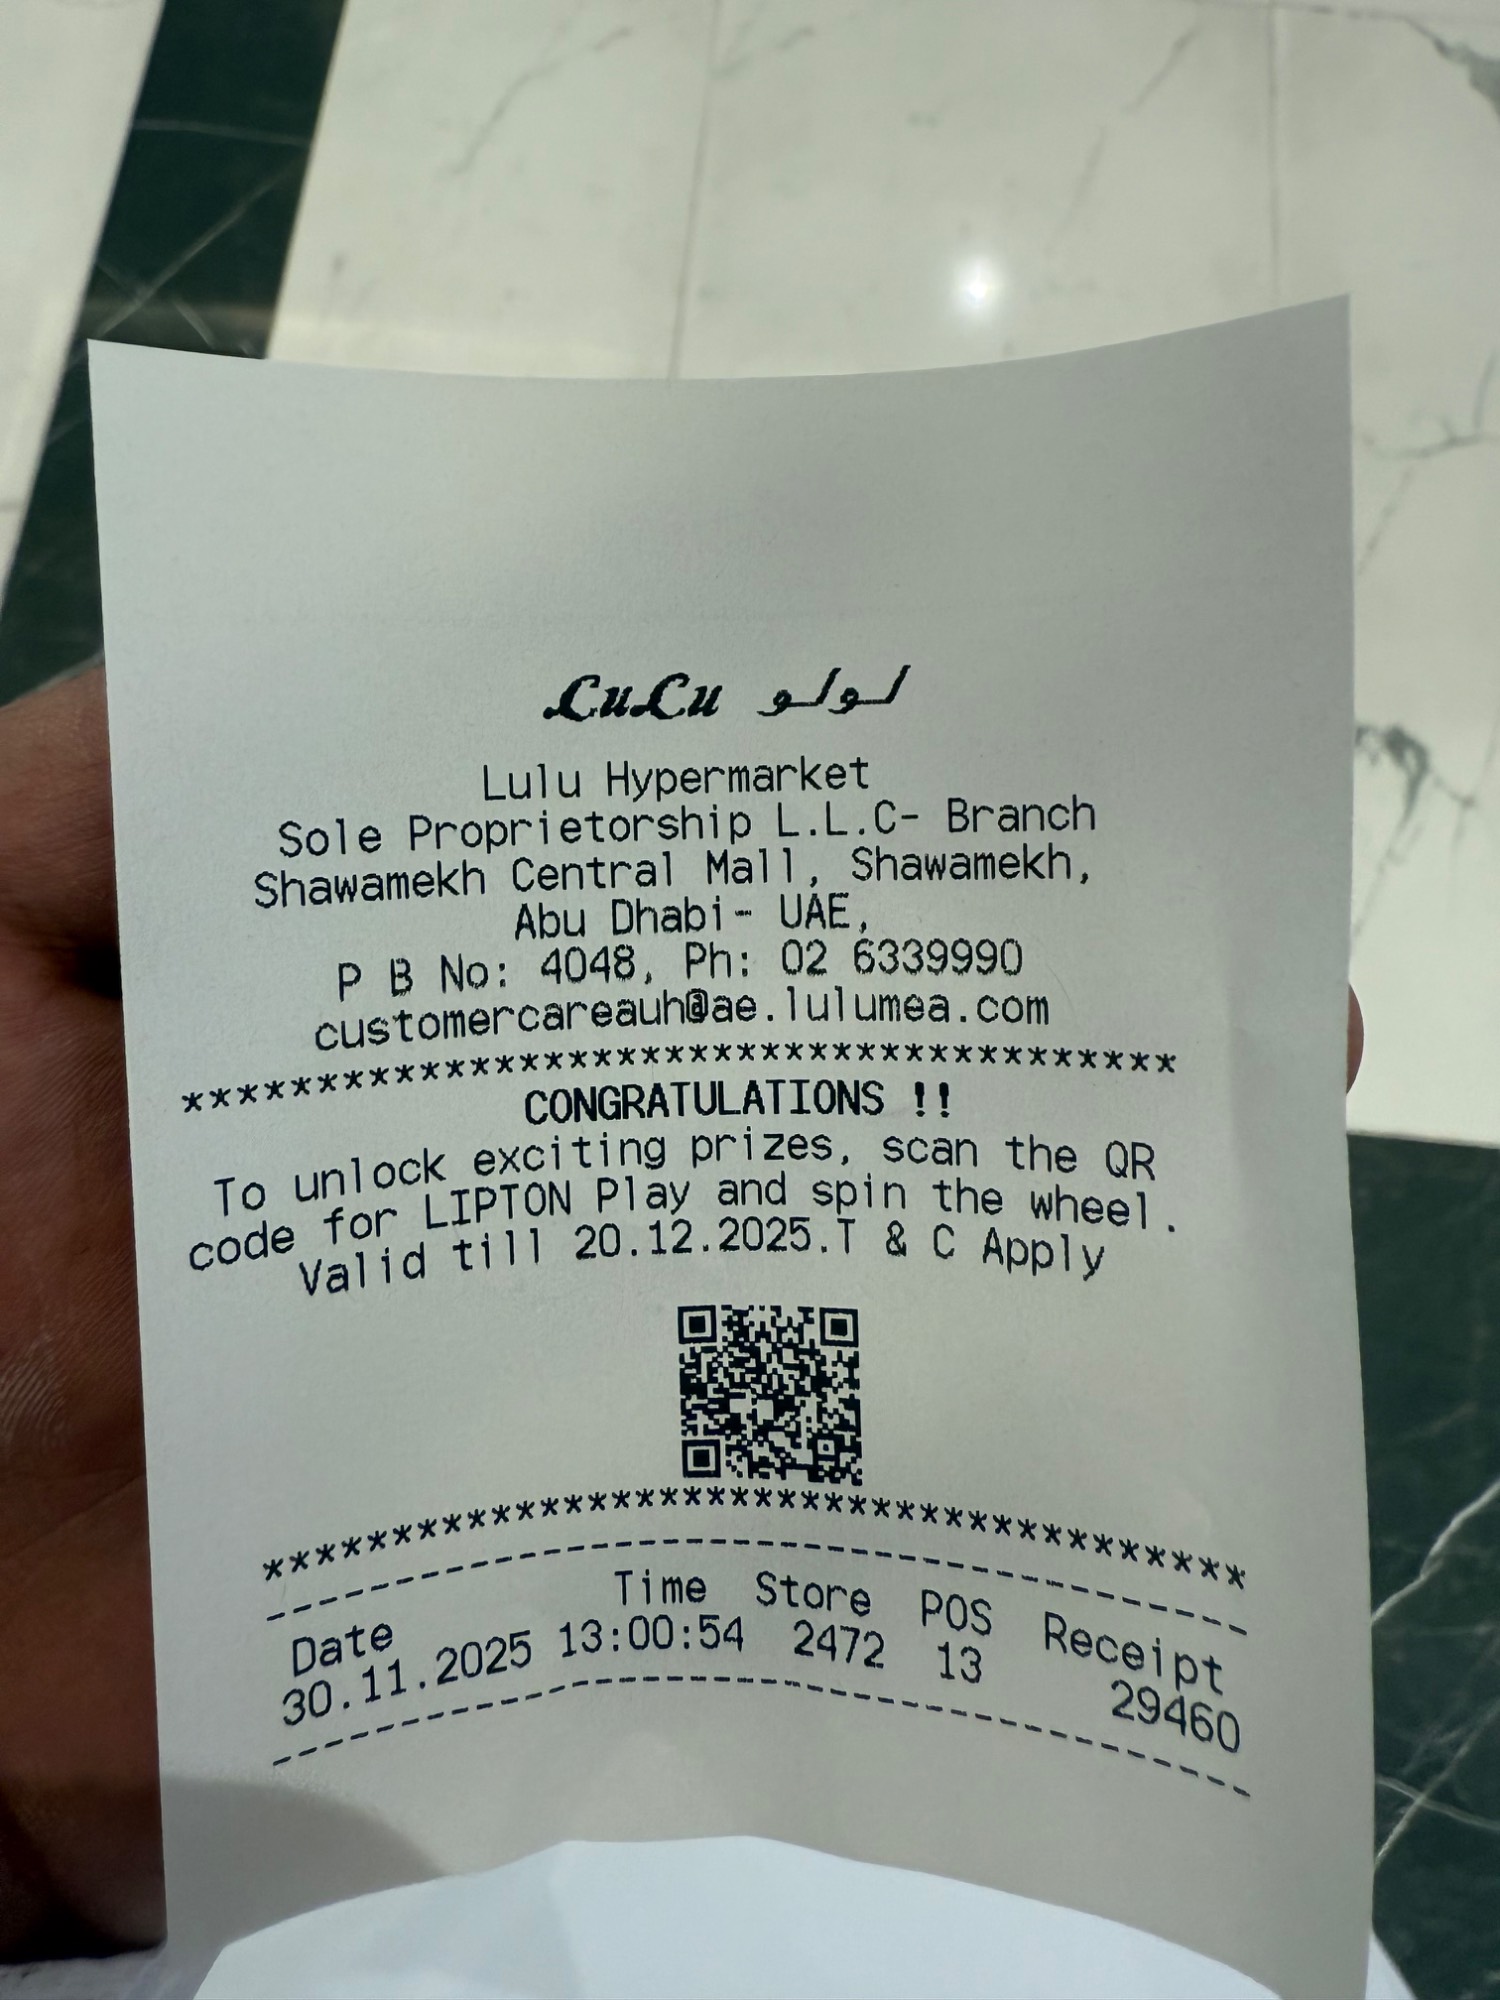 LuLu لولو
Lulu Hypermarket
Sole Proprietorship L.L.C- Branch
Shawamekh Central Mall, Shawamekh,
Abu Dhabi- UAE,
P B No: 4048, Ph: 02 6339990
customercareauh@ae.lulumea.com
****************************************
CONGRATULATIONS !!
To unlock exciting prizes, scan the QR
code for LIPTON Play and spin the wheel.
Valid till 20.12.2025.T & C Apply
****************************************
----------------------------------------
Date Time Store POS Receipt
30.11.2025 13:00:54 2472 13 29460
----------------------------------------